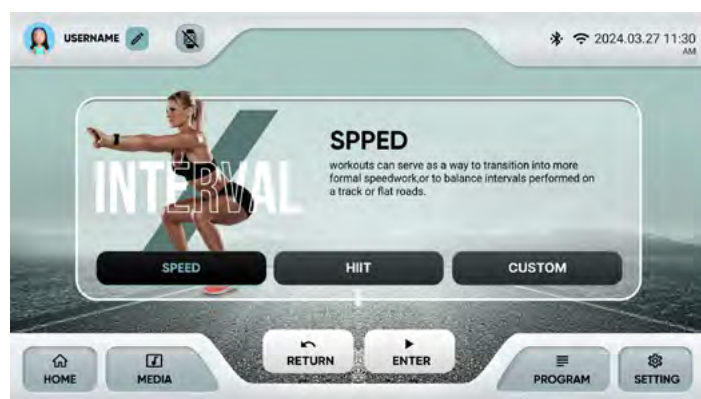 USERNAME
2024.03.27 11:30
AM
SPPED
workouts can serve as a way to transition into more
formal speedwork,or to balance intervals performed on
a track or flat roads.
INTERVAL
SPEED
HIIT
CUSTOM
RETURN
ENTER
HOME
MEDIA
PROGRAM
SETTING